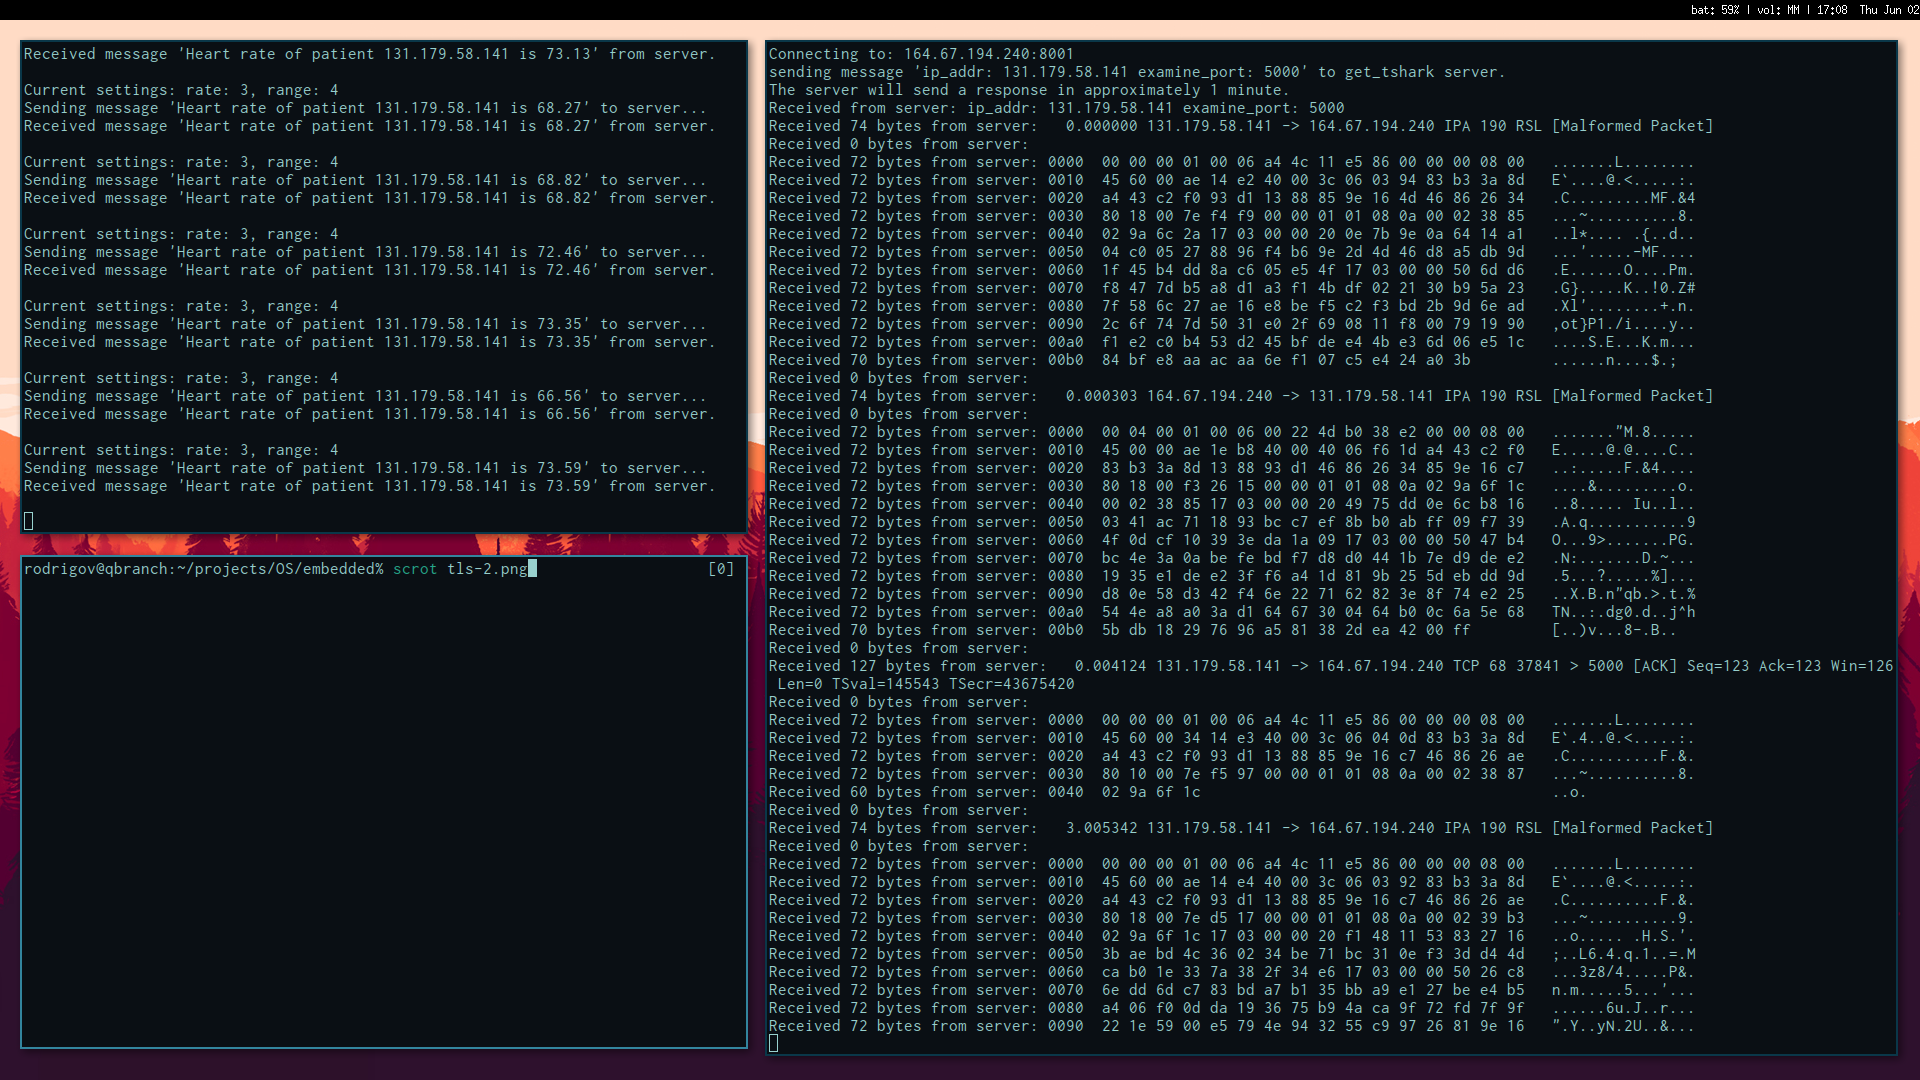 bat: 59% | vol: MM | 17:08  Thu Jun 02
Received message 'Heart rate of patient 131.179.58.141 is 73.13' from server.
Current settings: rate: 3, range: 4
Sending message 'Heart rate of patient 131.179.58.141 is 68.27' to server...
Received message 'Heart rate of patient 131.179.58.141 is 68.27' from server.
Current settings: rate: 3, range: 4
Sending message 'Heart rate of patient 131.179.58.141 is 68.82' to server...
Received message 'Heart rate of patient 131.179.58.141 is 68.82' from server.
Current settings: rate: 3, range: 4
Sending message 'Heart rate of patient 131.179.58.141 is 72.46' to server...
Received message 'Heart rate of patient 131.179.58.141 is 72.46' from server.
Current settings: rate: 3, range: 4
Sending message 'Heart rate of patient 131.179.58.141 is 73.35' to server...
Received message 'Heart rate of patient 131.179.58.141 is 73.35' from server.
Current settings: rate: 3, range: 4
Sending message 'Heart rate of patient 131.179.58.141 is 66.56' to server...
Received message 'Heart rate of patient 131.179.58.141 is 66.56' from server.
Current settings: rate: 3, range: 4
Sending message 'Heart rate of patient 131.179.58.141 is 73.59' to server...
Received message 'Heart rate of patient 131.179.58.141 is 73.59' from server.
rodrigov@qbranch:~/projects/OS/embedded% scrot tls-2.png [0]
Connecting to: 164.67.194.240:8001
sending message 'ip_addr: 131.179.58.141 examine_port: 5000' to get_tshark server.
The server will send a response in approximately 1 minute.
Received from server: ip_addr: 131.179.58.141 examine_port: 5000
Received 74 bytes from server:   0.000000 131.179.58.141 -> 164.67.194.240 IPA 190 RSL [Malformed Packet]
Received 0 bytes from server:
Received 72 bytes from server: 0000  00 00 00 01 00 06 a4 4c 11 e5 86 00 00 00 08 00   .......L........
Received 72 bytes from server: 0010  45 60 00 ae 14 e2 40 00 3c 06 03 94 83 b3 3a 8d   E`....@.<.....:.
Received 72 bytes from server: 0020  a4 43 c2 f0 93 d1 13 88 85 9e 16 4d 46 86 26 34   .C.........MF.&4
Received 72 bytes from server: 0030  80 18 00 7e f4 f9 00 00 01 01 08 0a 00 02 38 85   ...~..........8.
Received 72 bytes from server: 0040  02 9a 6c 2a 17 03 00 00 20 0e 7b 9e 0a 64 14 a1   ..l*.... .{..d..
Received 72 bytes from server: 0050  04 c0 05 27 88 96 f4 b6 9e 2d 4d 46 d8 a5 db 9d   ...'.....-MF....
Received 72 bytes from server: 0060  1f 45 b4 dd 8a c6 05 e5 4f 17 03 00 00 50 6d d6   .E......O....Pm.
Received 72 bytes from server: 0070  f8 47 7d b5 a8 d1 a3 f1 4b df 02 21 30 b9 5a 23   .G}.....K..!0.Z#
Received 72 bytes from server: 0080  7f 58 6c 27 ae 16 e8 be f5 c2 f3 bd 2b 9d 6e ad   .Xl'........+.n.
Received 72 bytes from server: 0090  2c 6f 74 7d 50 31 e0 2f 69 08 11 f8 00 79 19 90   ,ot}P1./i....y..
Received 72 bytes from server: 00a0  f1 e2 c0 b4 53 d2 45 bf de e4 4b e3 6d 06 e5 1c   ....S.E...K.m...
Received 70 bytes from server: 00b0  84 bf e8 aa ac aa 6e f1 07 c5 e4 24 a0 3b         ......n....$.;
Received 0 bytes from server:
Received 74 bytes from server:   0.000303 164.67.194.240 -> 131.179.58.141 IPA 190 RSL [Malformed Packet]
Received 0 bytes from server:
Received 72 bytes from server: 0000  00 04 00 01 00 06 00 22 4d b0 38 e2 00 00 08 00   ......."M.8.....
Received 72 bytes from server: 0010  45 00 00 ae 1e b8 40 00 40 06 f6 1d a4 43 c2 f0   E.....@.@....C..
Received 72 bytes from server: 0020  83 b3 3a 8d 13 88 93 d1 46 86 26 34 85 9e 16 c7   ..:.....F.&4....
Received 72 bytes from server: 0030  80 18 00 f3 26 15 00 00 01 01 08 0a 02 9a 6f 1c   ....&.........o.
Received 72 bytes from server: 0040  00 02 38 85 17 03 00 00 20 49 75 dd 0e 6c b8 16   ..8..... Iu..l..
Received 72 bytes from server: 0050  03 41 ac 71 18 93 bc c7 ef 8b b0 ab ff 09 f7 39   .A.q...........9
Received 72 bytes from server: 0060  4f 0d cf 10 39 3e da 1a 09 17 03 00 00 50 47 b4   O...9>.......PG.
Received 72 bytes from server: 0070  bc 4e 3a 0a be fe bd f7 d8 d0 44 1b 7e d9 de e2   .N:.......D.~...
Received 72 bytes from server: 0080  19 35 e1 de e2 3f f6 a4 1d 81 9b 25 5d eb dd 9d   .5...?.....%]...
Received 72 bytes from server: 0090  d8 0e 58 d3 42 f4 6e 22 71 62 82 3e 8f 74 e2 25   ..X.B.n"qb.>.t.%
Received 72 bytes from server: 00a0  54 4e a8 a0 3a d1 64 67 30 04 64 b0 0c 6a 5e 68   TN..:.dg0.d..j^h
Received 70 bytes from server: 00b0  5b db 18 29 76 96 a5 81 38 2d ea 42 00 ff         [..)v...8-.B..
Received 0 bytes from server:
Received 127 bytes from server:   0.004124 131.179.58.141 -> 164.67.194.240 TCP 68 37841 > 5000 [ACK] Seq=123 Ack=123 Win=126
 Len=0 TSval=145543 TSecr=43675420
Received 0 bytes from server:
Received 72 bytes from server: 0000  00 00 00 01 00 06 a4 4c 11 e5 86 00 00 00 08 00   .......L........
Received 72 bytes from server: 0010  45 60 00 34 14 e3 40 00 3c 06 04 0d 83 b3 3a 8d   E`.4..@.<.....:.
Received 72 bytes from server: 0020  a4 43 c2 f0 93 d1 13 88 85 9e 16 c7 46 86 26 ae   .C..........F.&.
Received 72 bytes from server: 0030  80 10 00 7e f5 97 00 00 01 01 08 0a 00 02 38 87   ...~..........8.
Received 60 bytes from server: 0040  02 9a 6f 1c                                       ..o.
Received 0 bytes from server:
Received 74 bytes from server:   3.005342 131.179.58.141 -> 164.67.194.240 IPA 190 RSL [Malformed Packet]
Received 0 bytes from server:
Received 72 bytes from server: 0000  00 00 00 01 00 06 a4 4c 11 e5 86 00 00 00 08 00   .......L........
Received 72 bytes from server: 0010  45 60 00 ae 14 e4 40 00 3c 06 03 92 83 b3 3a 8d   E`....@.<.....:.
Received 72 bytes from server: 0020  a4 43 c2 f0 93 d1 13 88 85 9e 16 c7 46 86 26 ae   .C..........F.&.
Received 72 bytes from server: 0030  80 18 00 7e d5 17 00 00 01 01 08 0a 00 02 39 b3   ...~..........9.
Received 72 bytes from server: 0040  02 9a 6f 1c 17 03 00 00 20 f1 48 11 53 83 27 16   ..o..... .H.S.'.
Received 72 bytes from server: 0050  3b ae bd 4c 36 02 34 be 71 bc 31 0e f3 3d d4 4d   ;..L6.4.q.1..=.M
Received 72 bytes from server: 0060  ca b0 1e 33 7a 38 2f 34 e6 17 03 00 00 50 26 c8   ...3z8/4.....P&.
Received 72 bytes from server: 0070  6e dd 6d c7 83 bd a7 b1 35 bb a9 e1 27 be e4 b5   n.m.....5...'...
Received 72 bytes from server: 0080  a4 06 f0 0d da 19 36 75 b9 4a ca 9f 72 fd 7f 9f   ......6u.J..r...
Received 72 bytes from server: 0090  22 1e 59 00 e5 79 4e 94 32 55 c9 97 26 81 9e 16   ".Y..yN.2U..&...